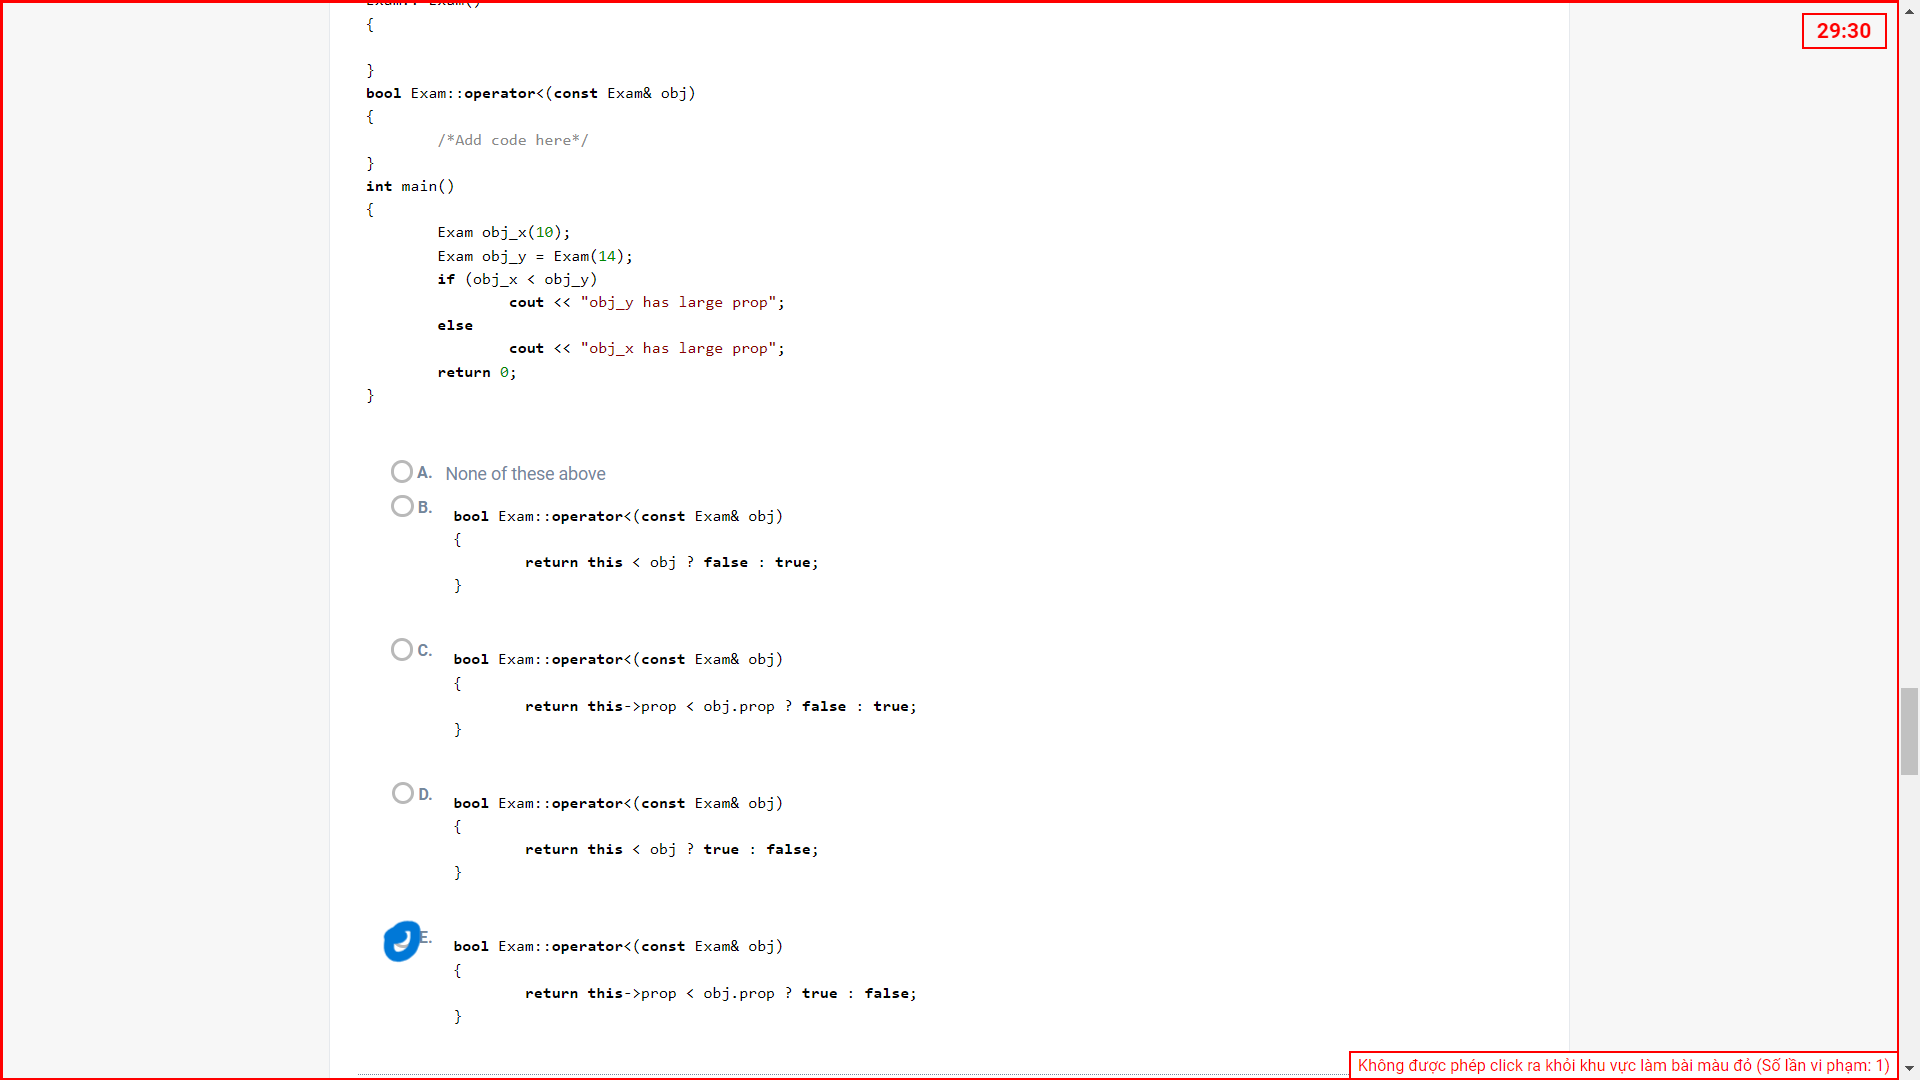 Exam:: Exam()
{
29:30
}
bool Exam::operator<(const Exam& obj)
{
/*Add code here*/
}
int main()
{
Exam obj_x(10);
Exam obj_y = Exam(14);
if (obj_x < obj_y)
cout << "obj_y has large prop";
else
cout << "obj_x has large prop";
return 0;
}
A. None of these above
B. bool Exam::operator<(const Exam& obj)
{
return this < obj ? false : true;
}
C. bool Exam::operator<(const Exam& obj)
{
return this->prop < obj.prop ? false : true;
}
D. bool Exam::operator<(const Exam& obj)
{
return this < obj ? true : false;
}
E. bool Exam::operator<(const Exam& obj)
{
return this->prop < obj.prop ? true : false;
}
Không được phép click ra khỏi khu vực làm bài màu đỏ (Số lần vi phạm: 1)